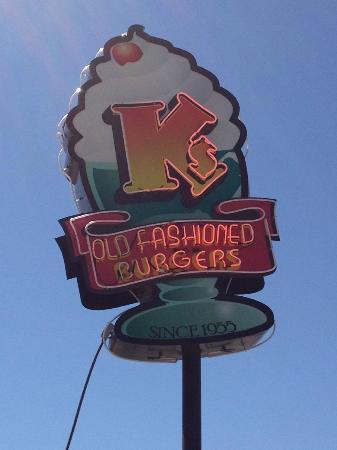 K's
OLD FASHIONED
BURGERS
SINCE 1955